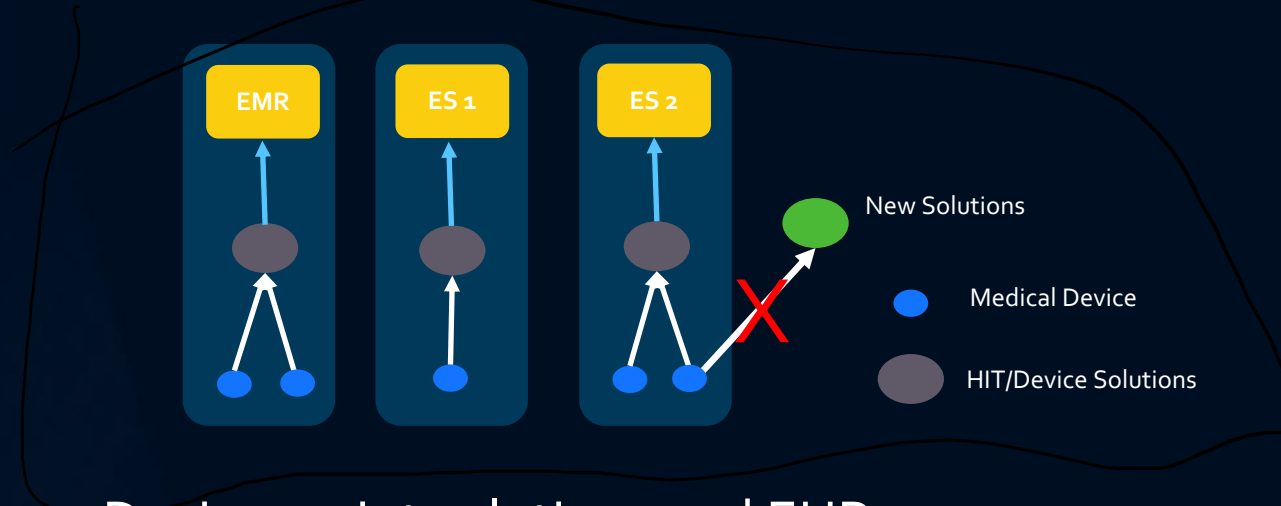 EMR
ES 1
ES 2
X
New Solutions
Medical Device
HIT/Device Solutions